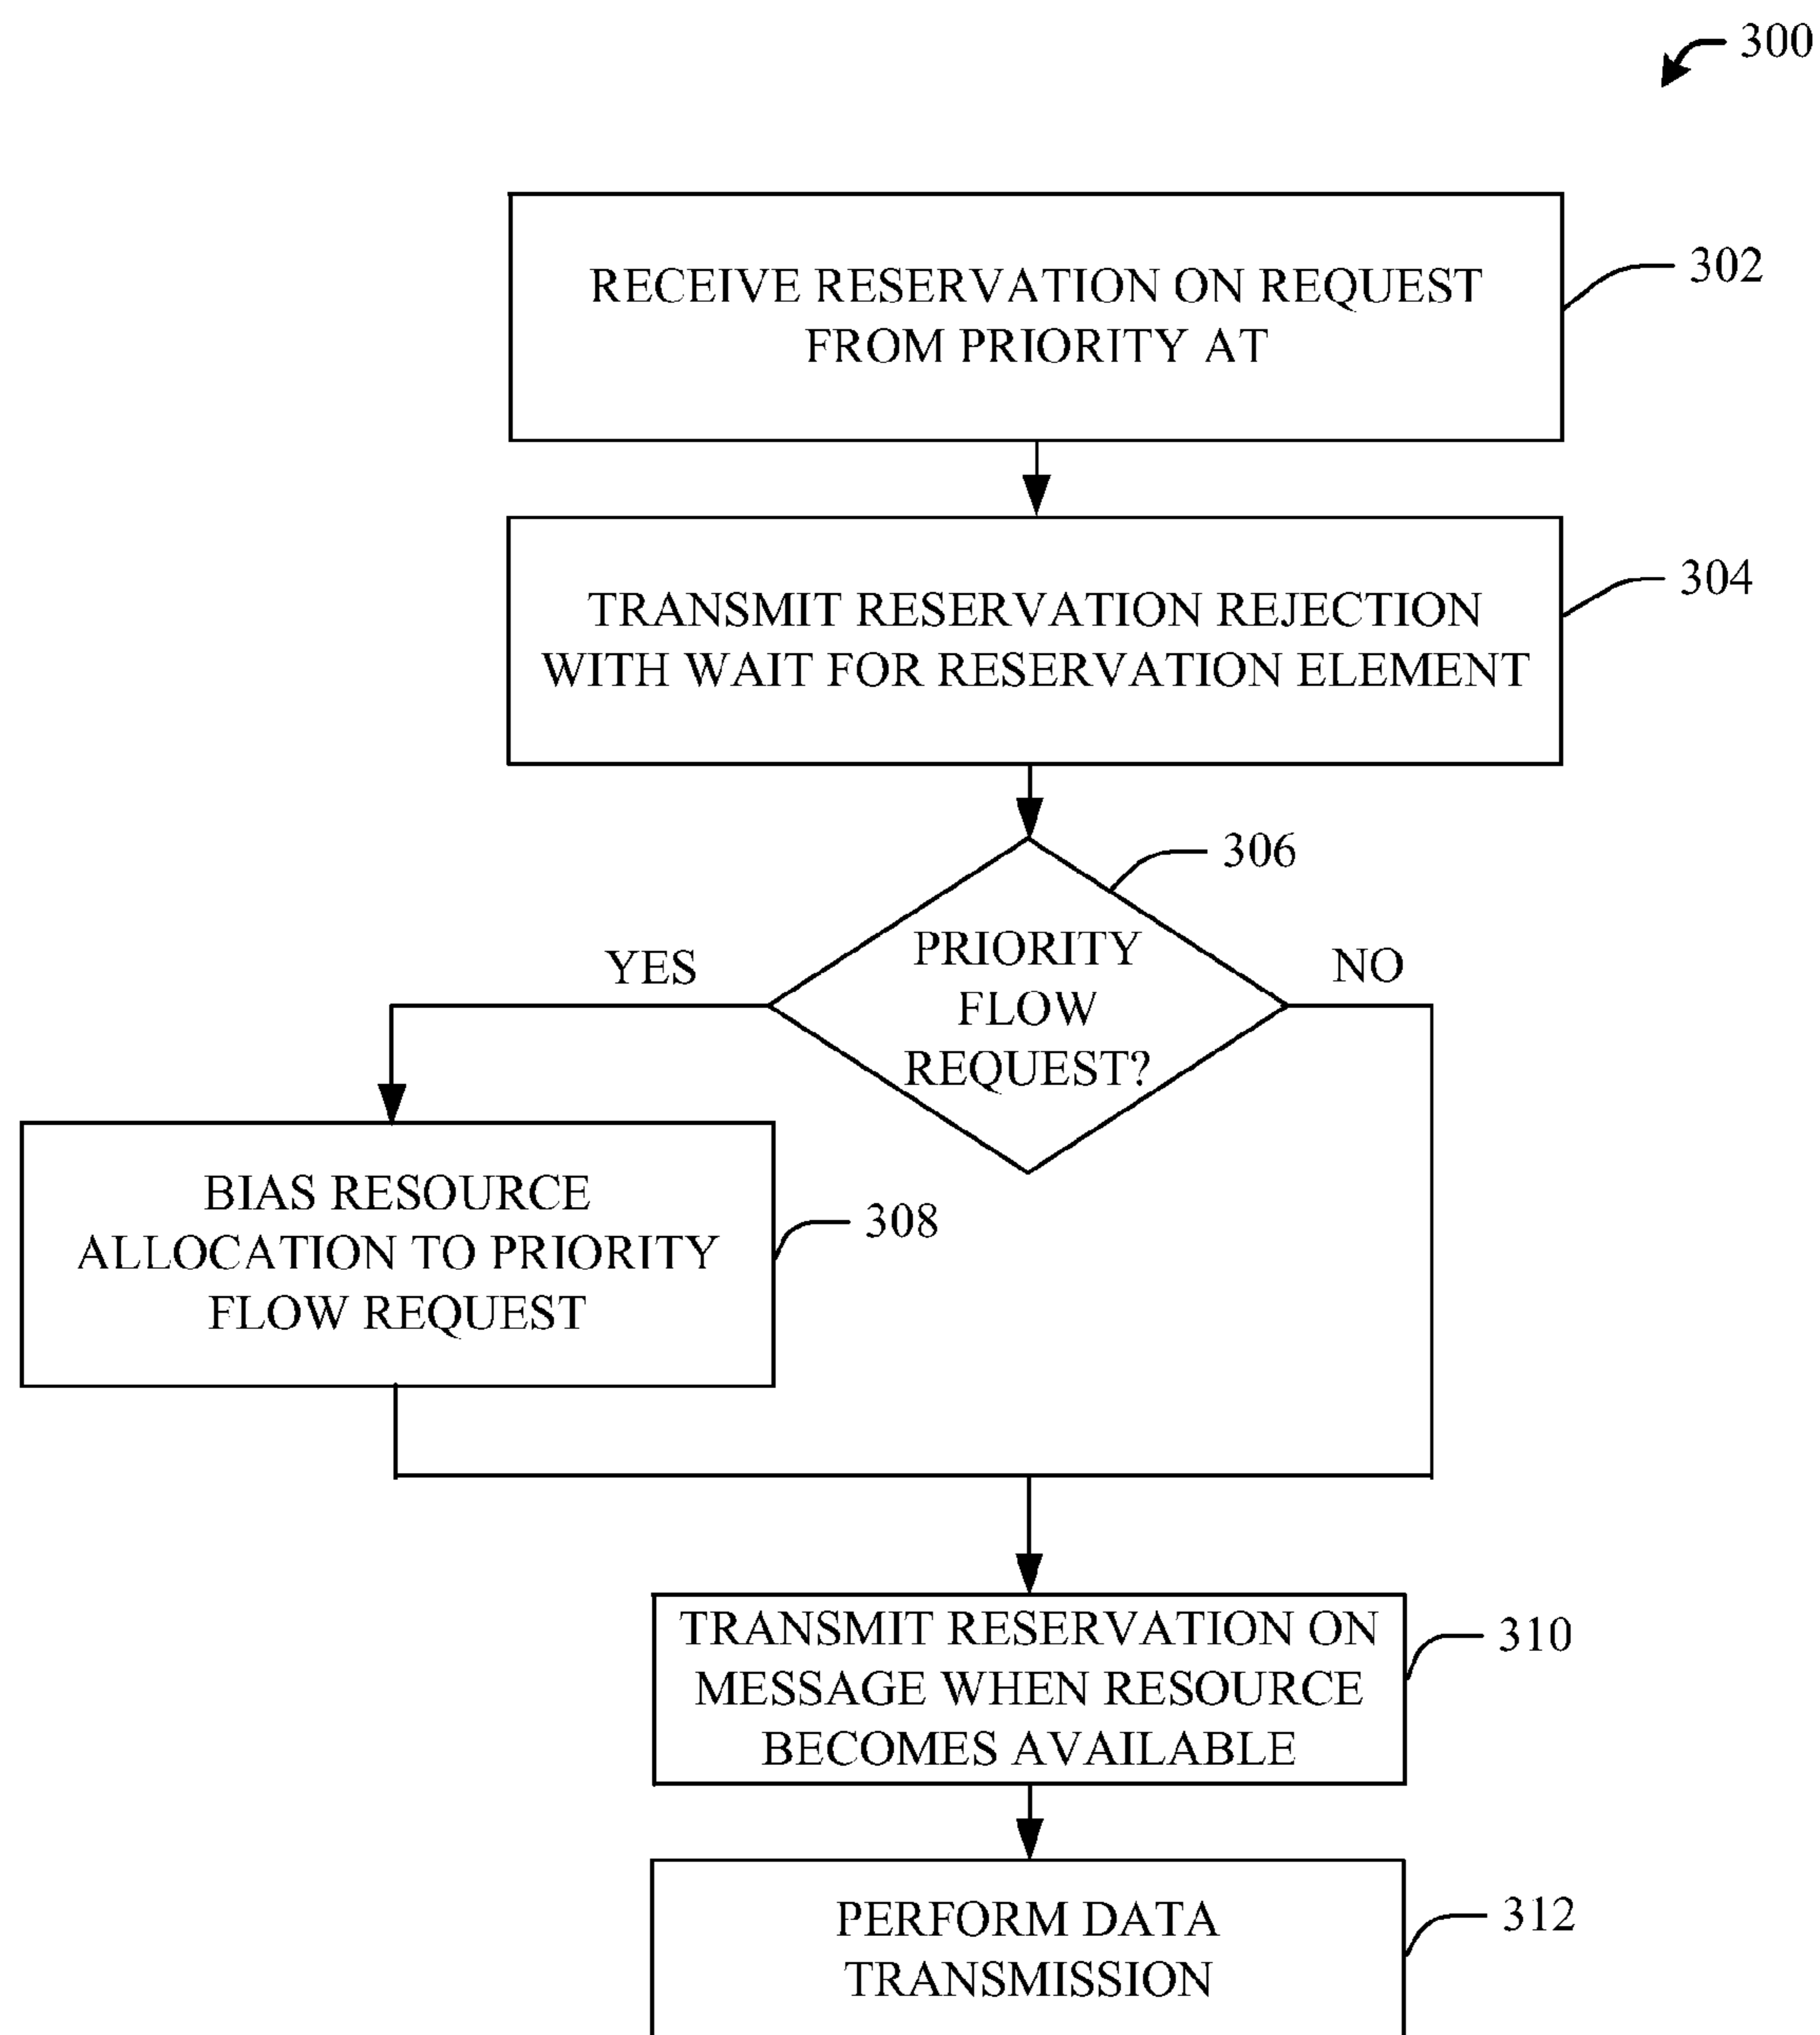 300
RECEIVE RESERVATION ON REQUEST
FROM PRIORITY AT
302
TRANSMIT RESERVATION REJECTION
WITH WAIT FOR RESERVATION ELEMENT
304
306
PRIORITY
FLOW
REQUEST?
YES
NO
BIAS RESOURCE
ALLOCATION TO PRIORITY
FLOW REQUEST
308
TRANSMIT RESERVATION ON
MESSAGE WHEN RESOURCE
BECOMES AVAILABLE
310
PERFORM DATA
TRANSMISSION
312